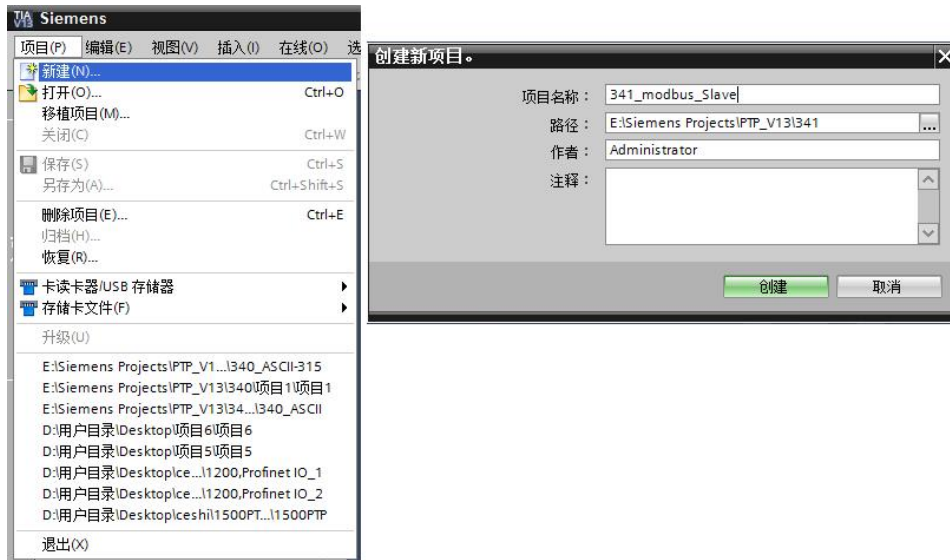 TIA V13 Siemens
项目(P) 编辑(E) 视图(V) 插入(I) 在线(O) 选
新建(N)...
打开(O)... Ctrl+O
移植项目(M)...
关闭(C) Ctrl+W
保存(S) Ctrl+S
另存为(A)... Ctrl+Shift+S
删除项目(E)... Ctrl+E
归档(H)...
恢复(R)...
卡读卡器/USB 存储器
存储卡文件(F)
升级(U)
E:\Siemens Projects\PTP_V1...\340_ASCII-315
E:\Siemens Projects\PTP_V13\340\项目1\项目1
E:\Siemens Projects\PTP_V13\34...\340_ASCII
D:\用户目录\Desktop\项目6\项目6
D:\用户目录\Desktop\项目5\项目5
D:\用户目录\Desktop\ce...\1200,Profinet IO_1
D:\用户目录\Desktop\ce...\1200,Profinet IO_2
D:\用户目录\Desktop\ceshi\1500PT...\1500PTP
退出(X)
创建新项目。
项目名称： 341_modbus_Slave
路径： E:\Siemens Projects\PTP_V13\341 ...
作者： Administrator
注释：
创建 取消